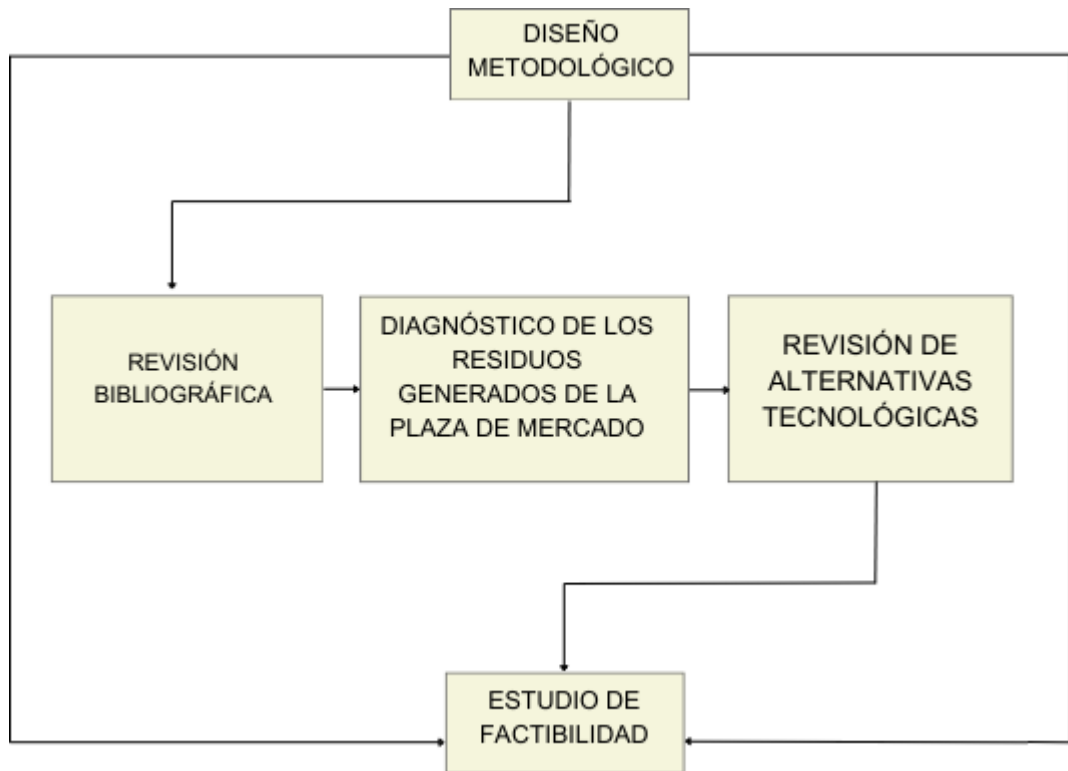 DISEÑO
METODOLÓGICO
REVISIÓN
BIBLIOGRÁFICA
DIAGNÓSTICO DE LOS
RESIDUOS
GENERADOS DE LA
PLAZA DE MERCADO
REVISIÓN DE
ALTERNATIVAS
TECNOLÓGICAS
ESTUDIO DE
FACTIBILIDAD